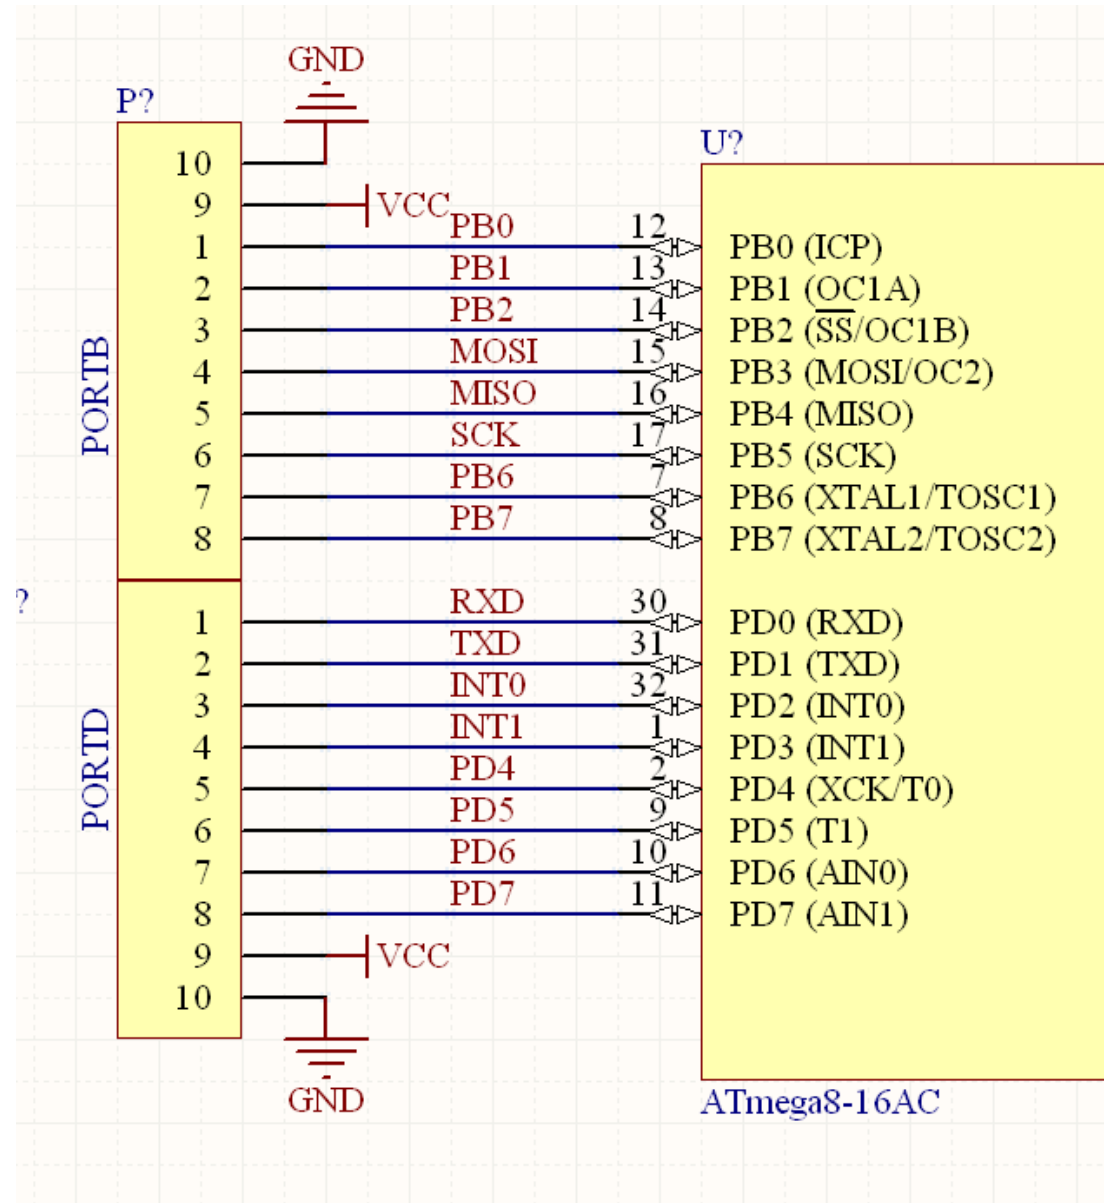 GND
P?
U?
10
9 VCC
1 PB0 12 PB0 (ICP)
2 PB1 13 PB1 (OC1A)
3 PB2 14 PB2 (SS/OC1B)
4 MOSI 15 PB3 (MOSI/OC2)
5 MISO 16 PB4 (MISO)
6 SCK 17 PB5 (SCK)
7 PB6 7 PB6 (XTAL1/TOSC1)
8 PB7 8 PB7 (XTAL2/TOSC2)
PORTB
?
1 RXD 30 PD0 (RXD)
2 TXD 31 PD1 (TXD)
3 INT0 32 PD2 (INT0)
4 INT1 1 PD3 (INT1)
5 PD4 2 PD4 (XCK/T0)
6 PD5 9 PD5 (T1)
7 PD6 10 PD6 (AIN0)
8 PD7 11 PD7 (AIN1)
9 VCC
10
PORTD
GND
ATmega8-16AC